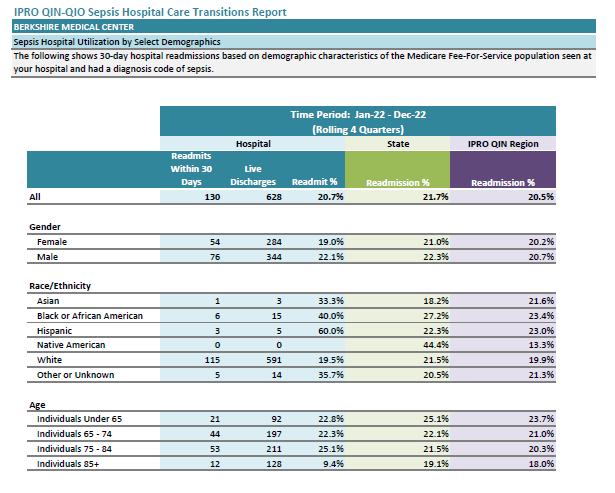 IPRO QIN-QIO Sepsis Hospital Care Transitions Report
BERKSHIRE MEDICAL CENTER
Sepsis Hospital Utilization by Select Demographics
The following shows 30-day hospital readmissions based on demographic characteristics of the Medicare Fee-For-Service population seen at
your hospital and had a diagnosis code of sepsis.
Time Period: Jan-22 - Dec-22
(Rolling 4 Quarters)
Hospital State IPRO QIN Region
Readmits
Within 30 Live
Days Discharges Readmit % Readmission % Readmission %
All 130 628 20.7% 21.7% 20.5%
Gender
Female 54 284 19.0% 21.0% 20.2%
Male 76 344 22.1% 22.3% 20.7%
Race/Ethnicity
Asian 1 3 33.3% 18.2% 21.6%
Black or African American 6 15 40.0% 27.2% 23.4%
Hispanic 3 5 60.0% 22.3% 23.0%
Native American 0 0 44.4% 13.3%
White 115 591 19.5% 21.5% 19.9%
Other or Unknown 5 14 35.7% 20.5% 21.3%
Age
Individuals Under 65 21 92 22.8% 25.1% 23.7%
Individuals 65 - 74 44 197 22.3% 22.1% 21.0%
Individuals 75 - 84 53 211 25.1% 21.5% 20.3%
Individuals 85+ 12 128 9.4% 19.1% 18.0%